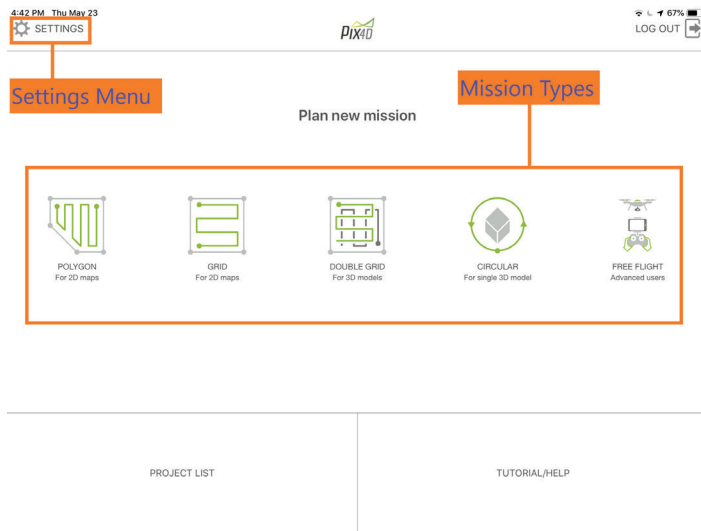 4:42 PM Thu May 23
67%
SETTINGS
PIX4D
LOG OUT
Settings Menu
Mission Types
Plan new mission
POLYGON
For 2D maps
GRID
For 2D maps
DOUBLE GRID
For 3D models
CIRCULAR
For single 3D model
FREE FLIGHT
Advanced users
PROJECT LIST
TUTORIAL/HELP